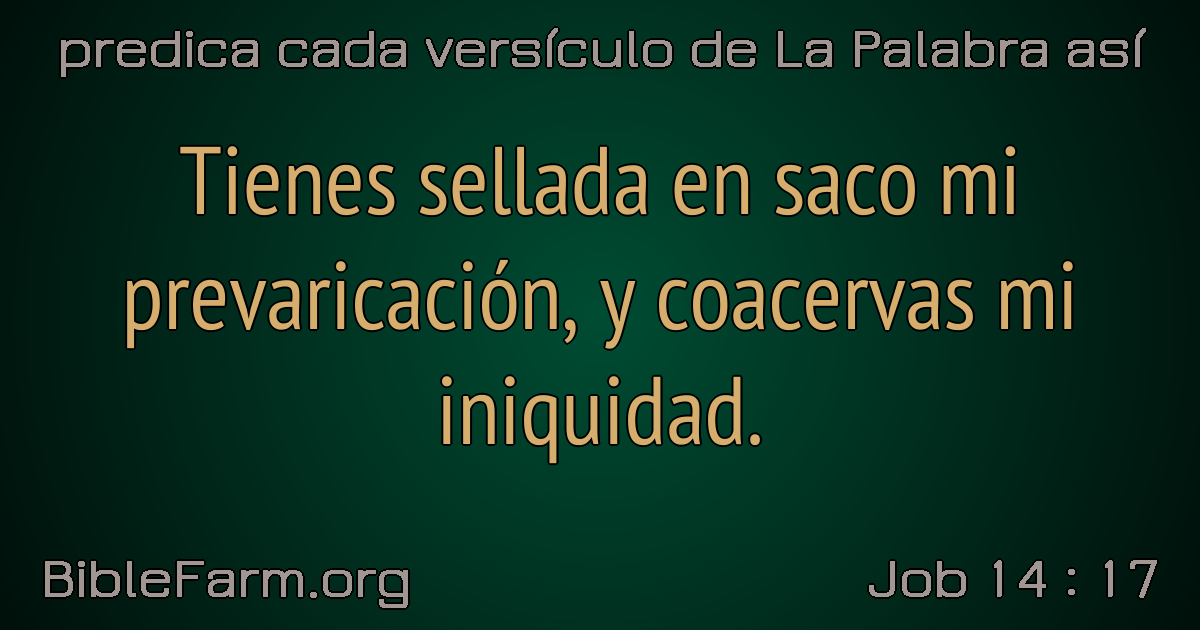 predica cada versículo de La Palabra así
Tienes sellada en saco mi
prevaricación, y coacervas mi
iniquidad.
BibleFarm.org
Job 14 : 17